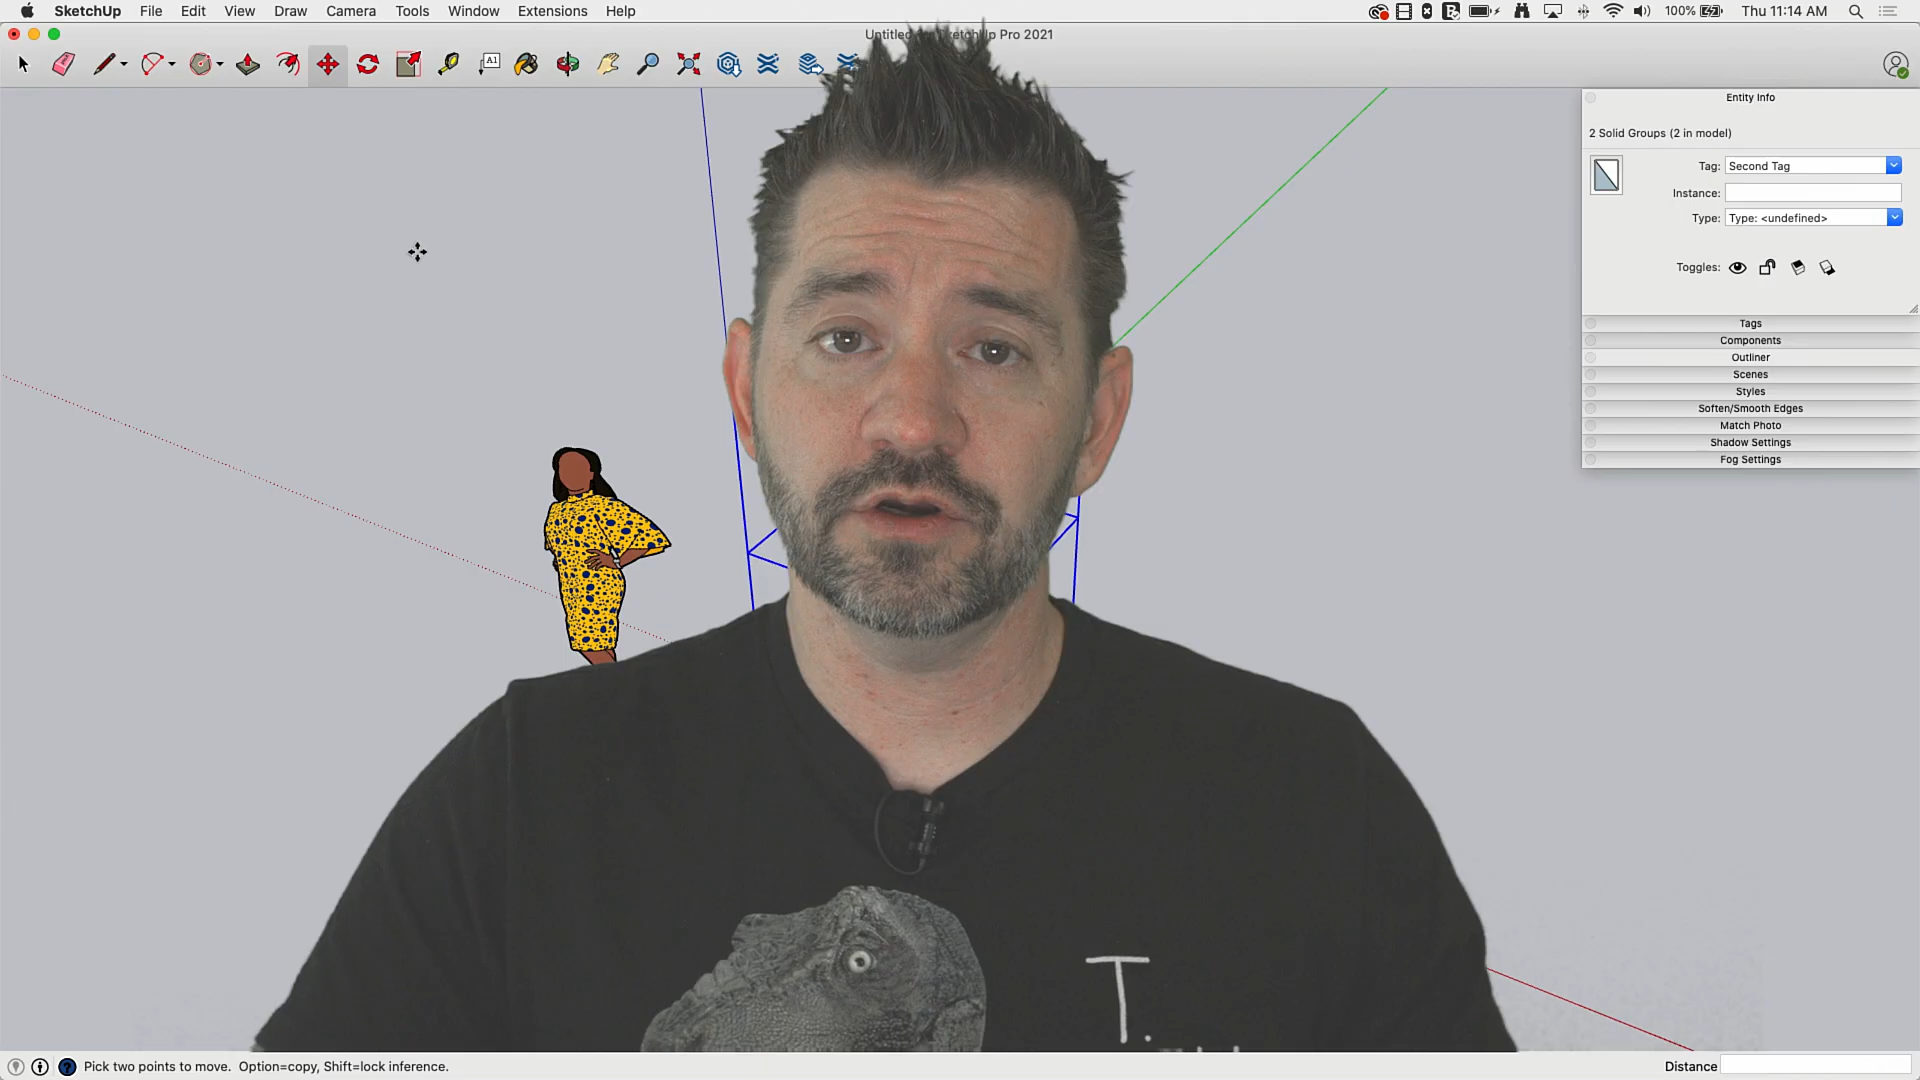 SketchUp File Edit View Draw Camera Tools Window Extensions Help
100% Thu 11:14 AM
Pro 2021
A1
Entity Info
2 Solid Groups (2 in model)
Tag: Second Tag
Instance:
Type: Type: <undefined>
Toggles:
Tags
Components
Outliner
Scenes
Styles
Soften/Smooth Edges
Match Photo
Shadow Settings
Fog Settings
T.
Pick two points to move. Option=copy, Shift=lock inference.
Distance